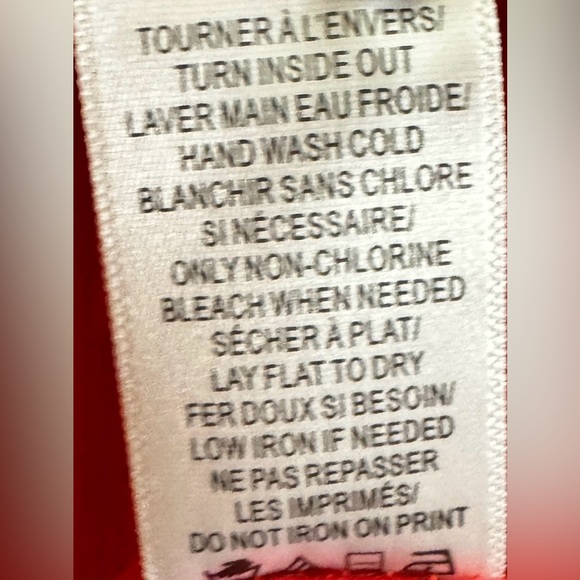 TOURNER À L'ENVERS/
TURN INSIDE OUT
LAVER MAIN EAU FROIDE/
HAND WASH COLD
BLANCHIR SANS CHLORE
SI NÉCESSAIRE/
ONLY NON-CHLORINE
BLEACH WHEN NEEDED
SÉCHER À PLAT/
LAY FLAT TO DRY
FER DOUX SI BESOIN/
LOW IRON IF NEEDED
NE PAS REPASSER
LES IMPRIMÉS/
DO NOT IRON ON PRINT